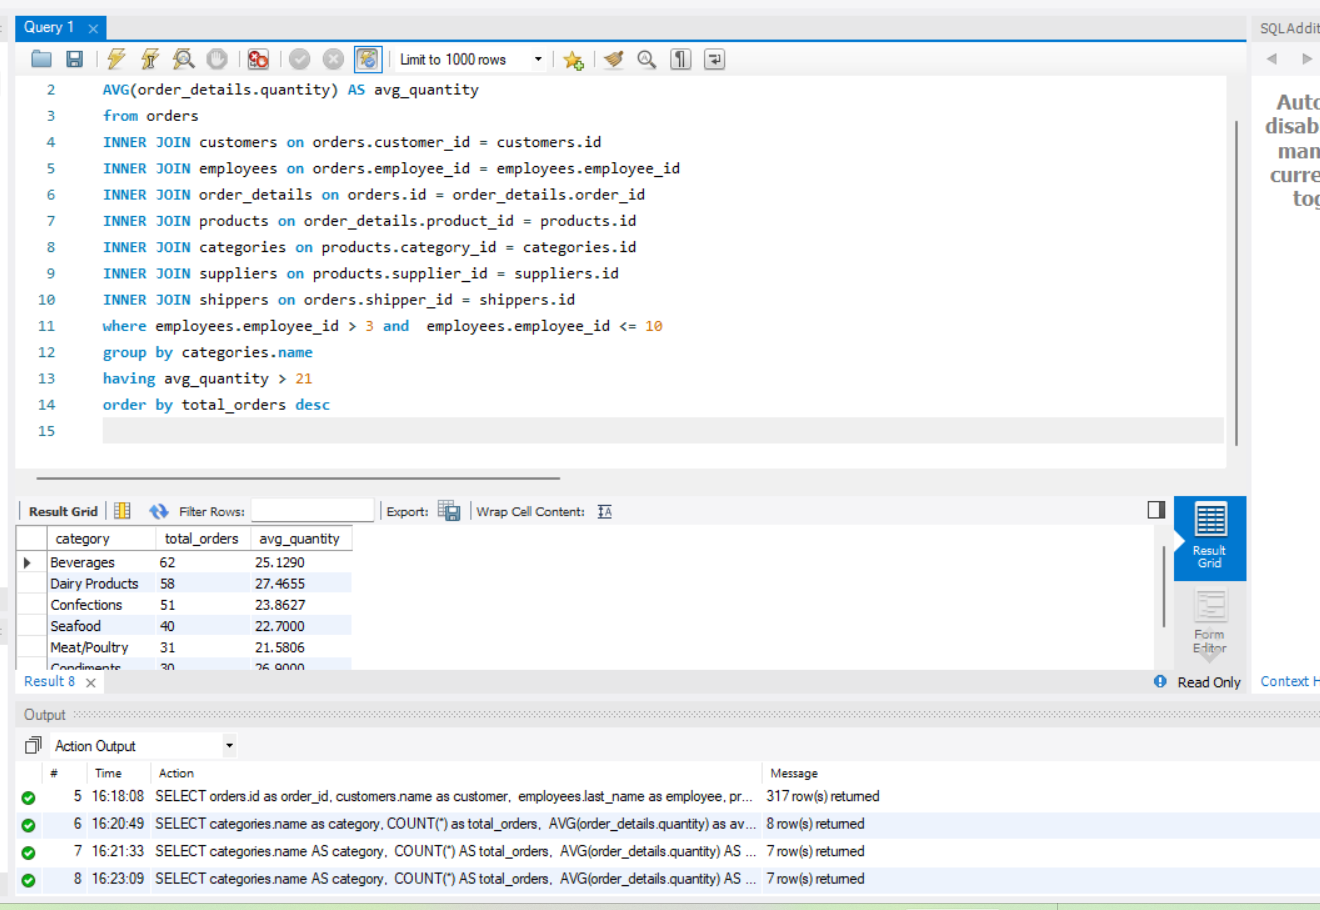 Query 1
SQLAddit
Limit to 1000 rows
2 AVG(order_details.quantity) AS avg_quantity
3 from orders
4 INNER JOIN customers on orders.customer_id = customers.id
5 INNER JOIN employees on orders.employee_id = employees.employee_id
6 INNER JOIN order_details on orders.id = order_details.order_id
7 INNER JOIN products on order_details.product_id = products.id
8 INNER JOIN categories on products.category_id = categories.id
9 INNER JOIN suppliers on products.supplier_id = suppliers.id
10 INNER JOIN shippers on orders.shipper_id = shippers.id
11 where employees.employee_id > 3 and  employees.employee_id <= 10
12 group by categories.name
13 having avg_quantity > 21
14 order by total_orders desc
15
Auto
disab
man
curre
tog
Result Grid Filter Rows: Export: Wrap Cell Content:
category total_orders avg_quantity
Beverages 62 25.1290
Dairy Products 58 27.4655
Confections 51 23.8627
Seafood 40 22.7000
Meat/Poultry 31 21.5806
Condiments 30 26.9000
Result
Grid
Form
Editor
Result 8
Read Only
Context H
Output
Action Output
# Time Action Message
5 16:18:08 SELECT orders.id as order_id, customers.name as customer,  employees.last_name as employee, pr... 317 row(s) returned
6 16:20:49 SELECT categories.name as category, COUNT(*) as total_orders,  AVG(order_details.quantity) as av... 8 row(s) returned
7 16:21:33 SELECT categories.name AS category,  COUNT(*) AS total_orders,  AVG(order_details.quantity) AS ... 7 row(s) returned
8 16:23:09 SELECT categories.name AS category,  COUNT(*) AS total_orders,  AVG(order_details.quantity) AS ... 7 row(s) returned